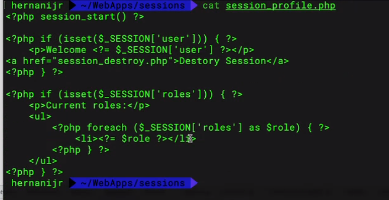 hernanijr ~/WebApps/sessions cat session_profile.php
<?php session_start() ?>
<?php if (isset($_SESSION['user'])) { ?>
<p>Welcome <?= $_SESSION['user'] ?></p>
<a href="session_destroy.php">Destory Session</a>
<?php } ?>
<?php if (isset($_SESSION['roles'])) { ?>
<p>Current roles:</p>
<ul>
<?php foreach ($_SESSION['roles'] as $role) { ?>
<li><?= $role ?></li>
<?php } ?>
</ul>
<?php } ?>
hernanijr ~/WebApps/sessions